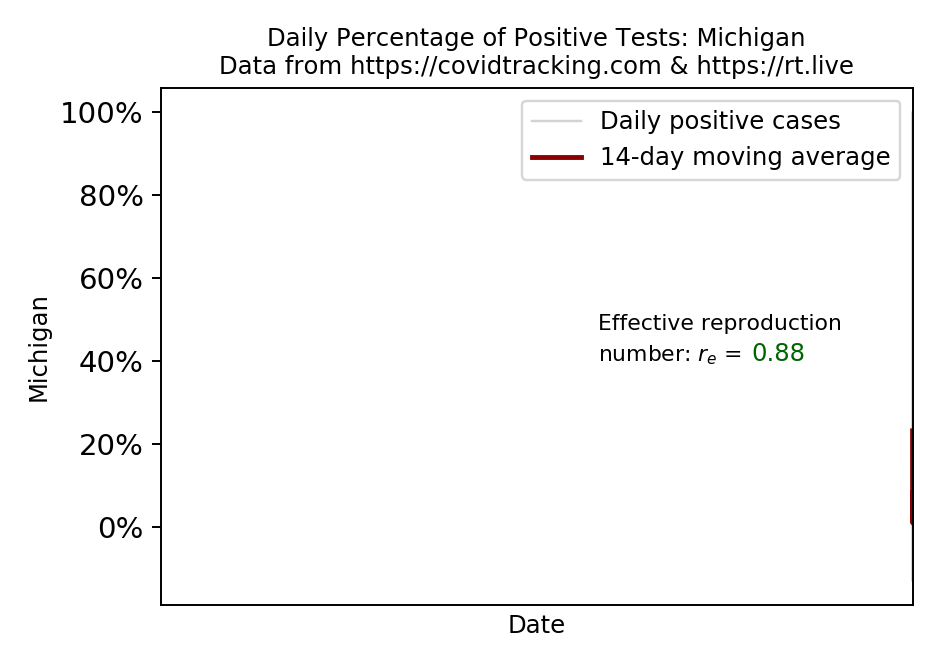 Daily Percentage of Positive Tests: Michigan
Data from https://covidtracking.com & https://rt.live
100%
80%
60%
40%
20%
0%
Michigan
Daily positive cases
14-day moving average
Effective reproduction
number: rₑ = 0.88
Date